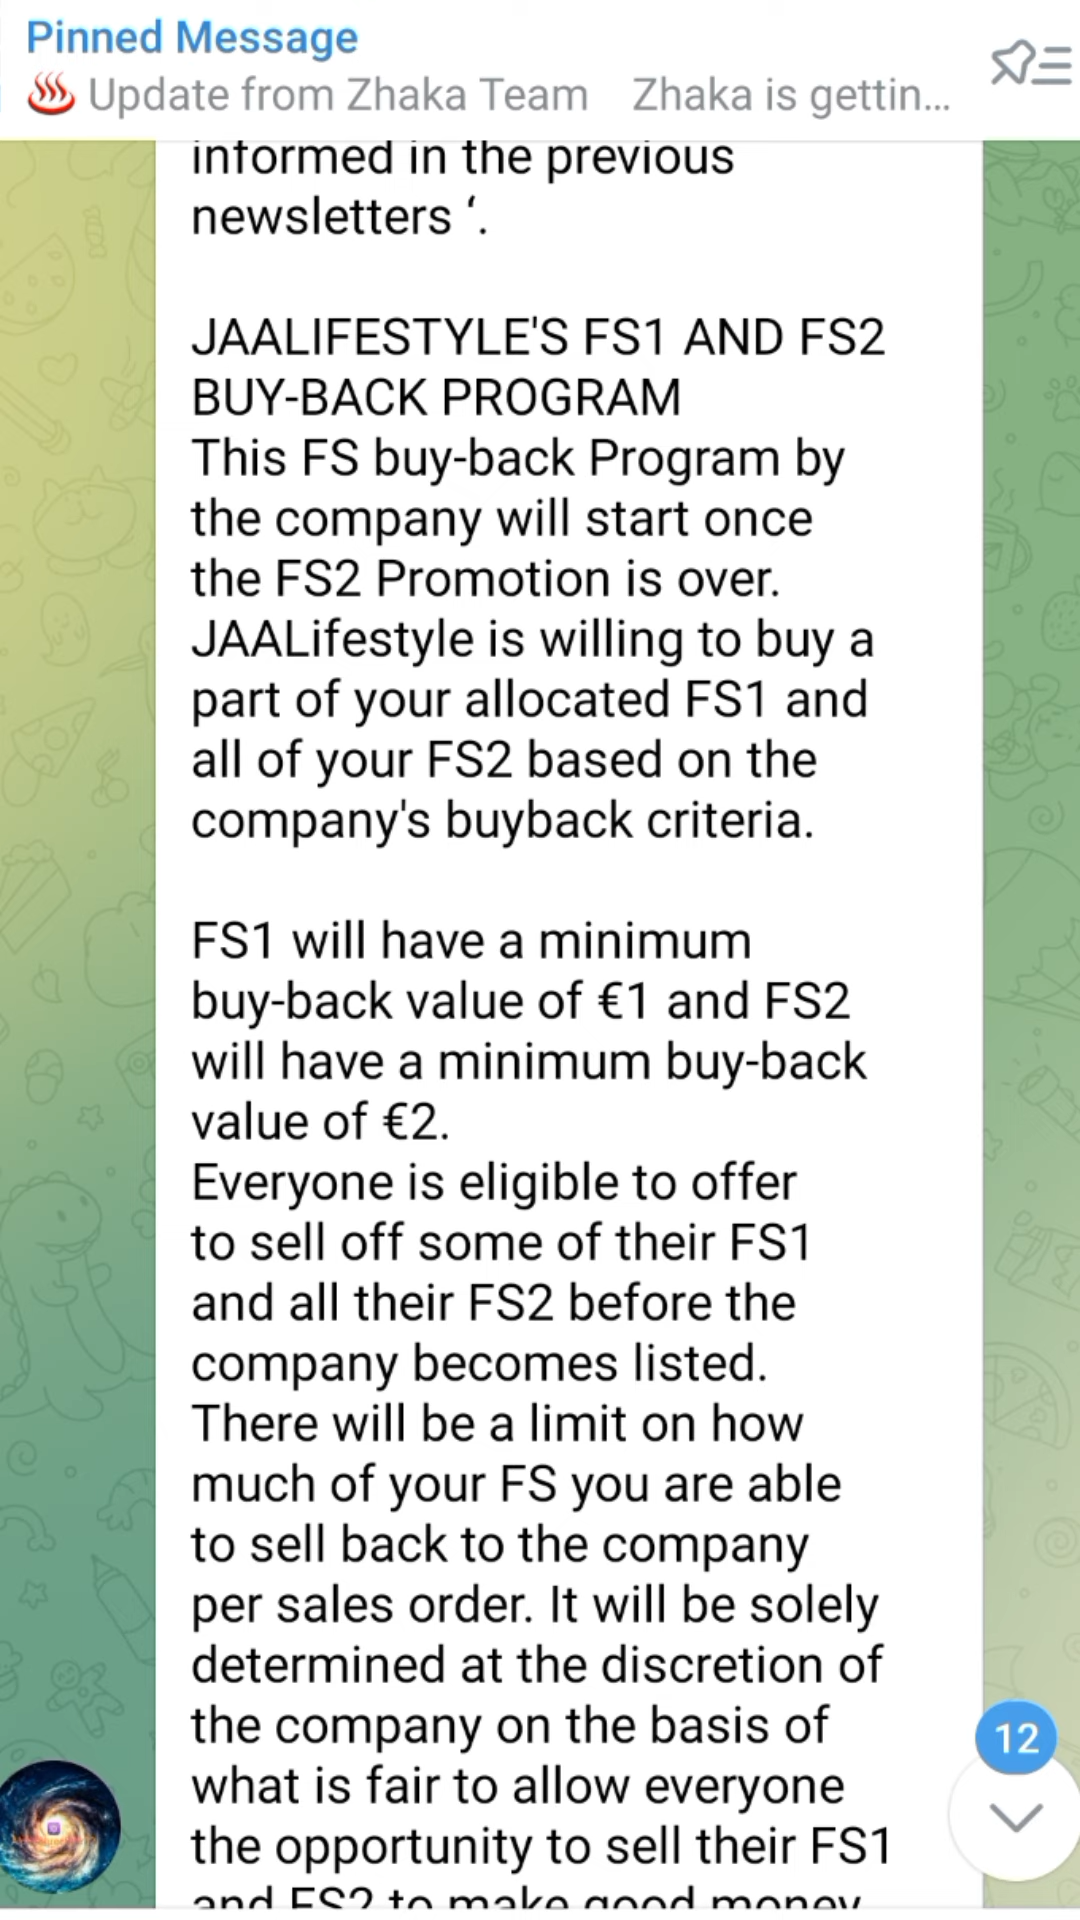 Pinned Message
♨️ Update from Zhaka Team Zhaka is gettin...
informed in the previous
newsletters ‘.
JAALIFESTYLE'S FS1 AND FS2
BUY-BACK PROGRAM
This FS buy-back Program by
the company will start once
the FS2 Promotion is over.
JAALifestyle is willing to buy a
part of your allocated FS1 and
all of your FS2 based on the
company's buyback criteria.
FS1 will have a minimum
buy-back value of €1 and FS2
will have a minimum buy-back
value of €2.
Everyone is eligible to offer
to sell off some of their FS1
and all their FS2 before the
company becomes listed.
There will be a limit on how
much of your FS you are able
to sell back to the company
per sales order. It will be solely
determined at the discretion of
the company on the basis of
what is fair to allow everyone
the opportunity to sell their FS1
and FS2 to make good money
12